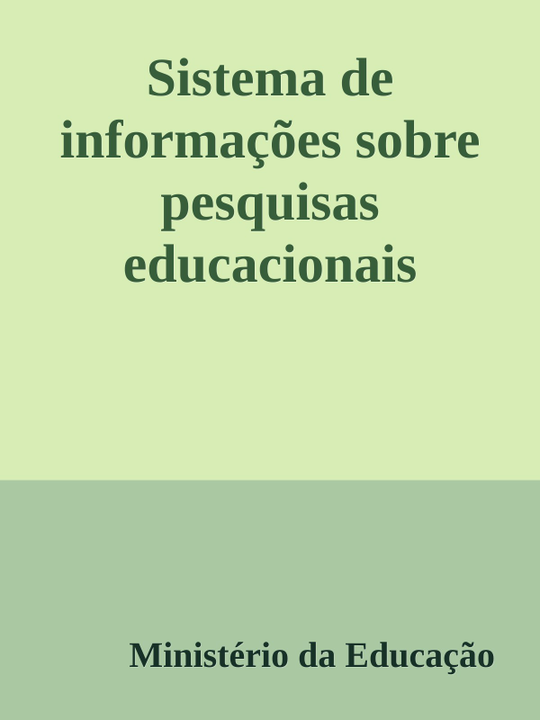 Sistema de
informações sobre
pesquisas
educacionais
Ministério da Educação